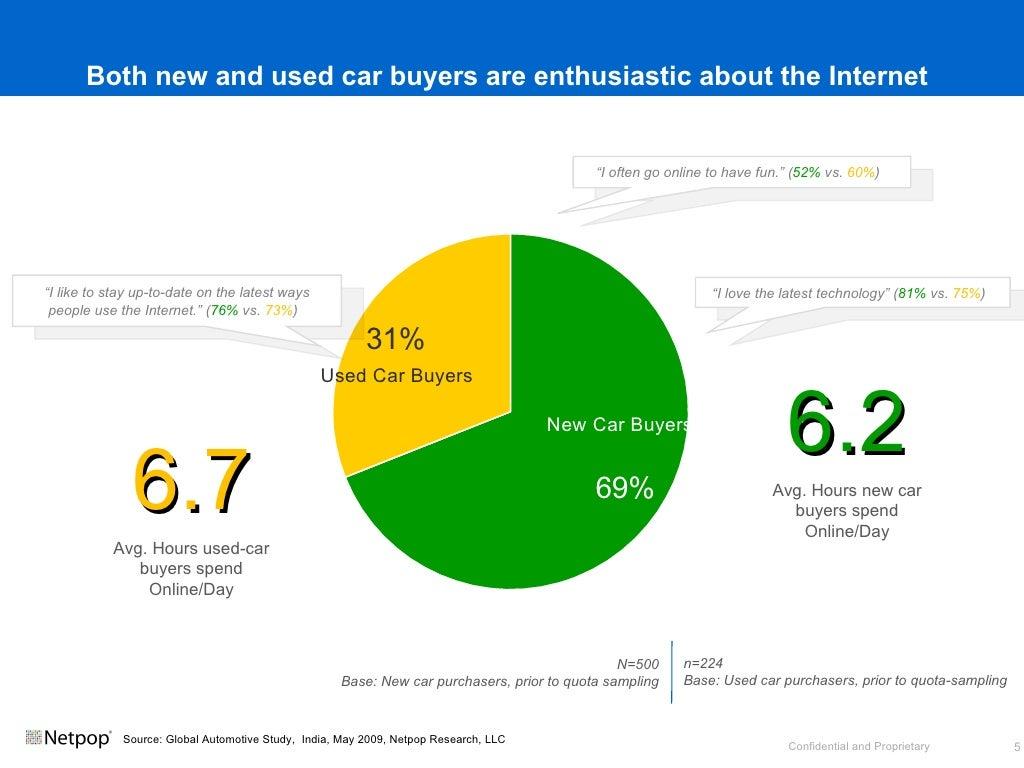 Both new and used car buyers are enthusiastic about the Internet
“I often go online to have fun.” (52% vs. 60%)
“I like to stay up-to-date on the latest ways
people use the Internet.” (76% vs. 73%)
“I love the latest technology” (81% vs. 75%)
31%
Used Car Buyers
New Car Buyers
69%
6.7
Avg. Hours used-car
buyers spend
Online/Day
6.2
Avg. Hours new car
buyers spend
Online/Day
N=500
Base: New car purchasers, prior to quota sampling
n=224
Base: Used car purchasers, prior to quota-sampling
Netpop
Source: Global Automotive Study, India, May 2009, Netpop Research, LLC
Confidential and Proprietary
5